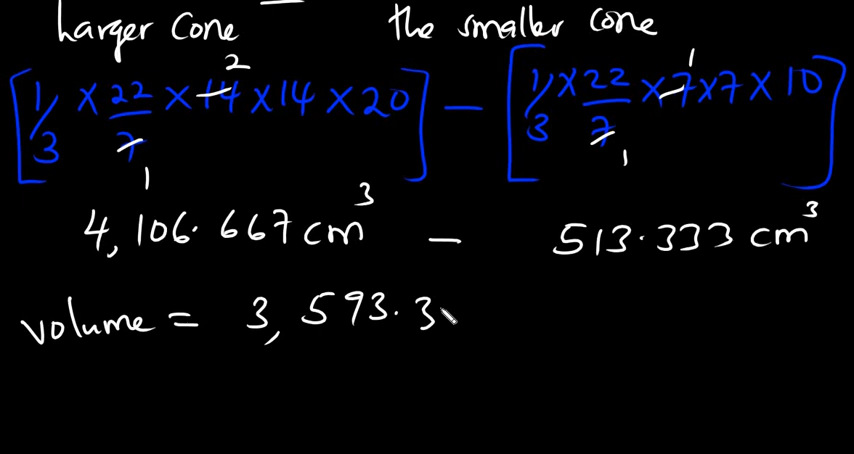 Larger Cone – the smaller cone
[1/3 × 22/7 × 14 × 14 × 20] – [1/3 × 22/7 × 7 × 7 × 10]
2 1 1 1
4,106.667 cm³ – 513.333 cm³
volume = 3,593.3